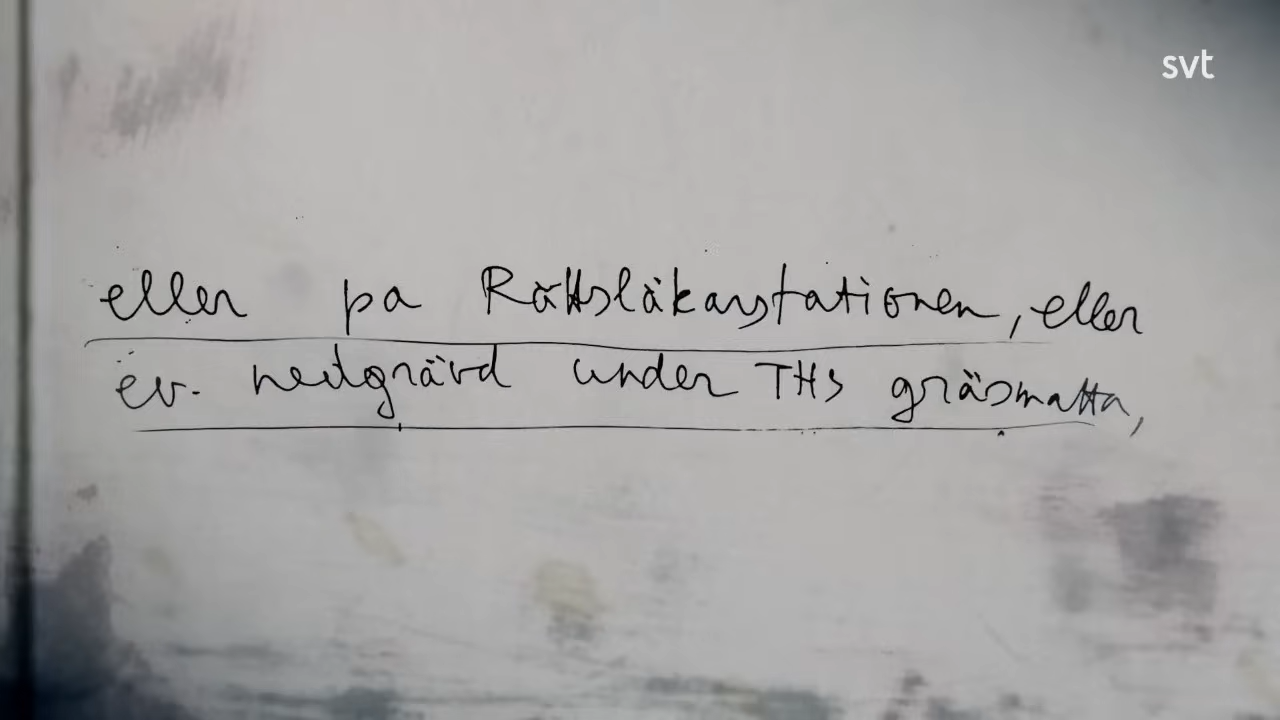 svt
eller pa Rättsläkarstationen, eller
ev. nedgrävd under THs gräsmatta,